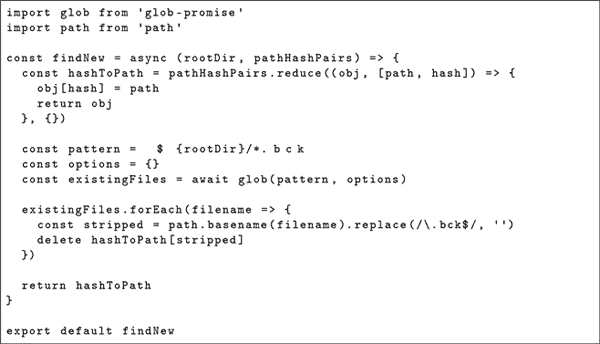 import glob from 'glob-promise'
import path from 'path'

const findNew = async (rootDir, pathHashPairs) => {
  const hashToPath = pathHashPairs.reduce((obj, [path, hash]) => {
    obj[hash] = path
    return obj
  }, {})

  const pattern =   $ {rootDir}/*. b c k
  const options = {}
  const existingFiles = await glob(pattern, options)

  existingFiles.forEach(filename => {
    const stripped = path.basename(filename).replace(/\.bck$/, '')
    delete hashToPath[stripped]
  })

  return hashToPath
}

export default findNew